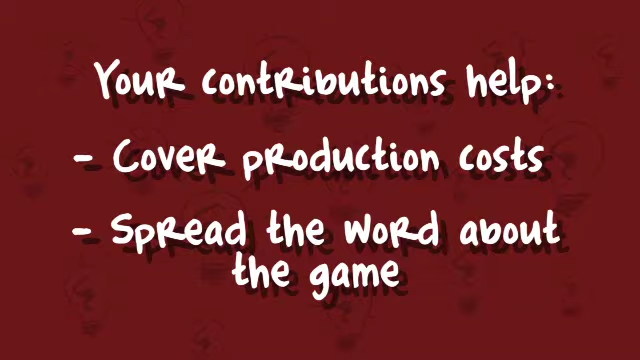 Your contributions help:
- Cover production costs
- Spread the word about
the game